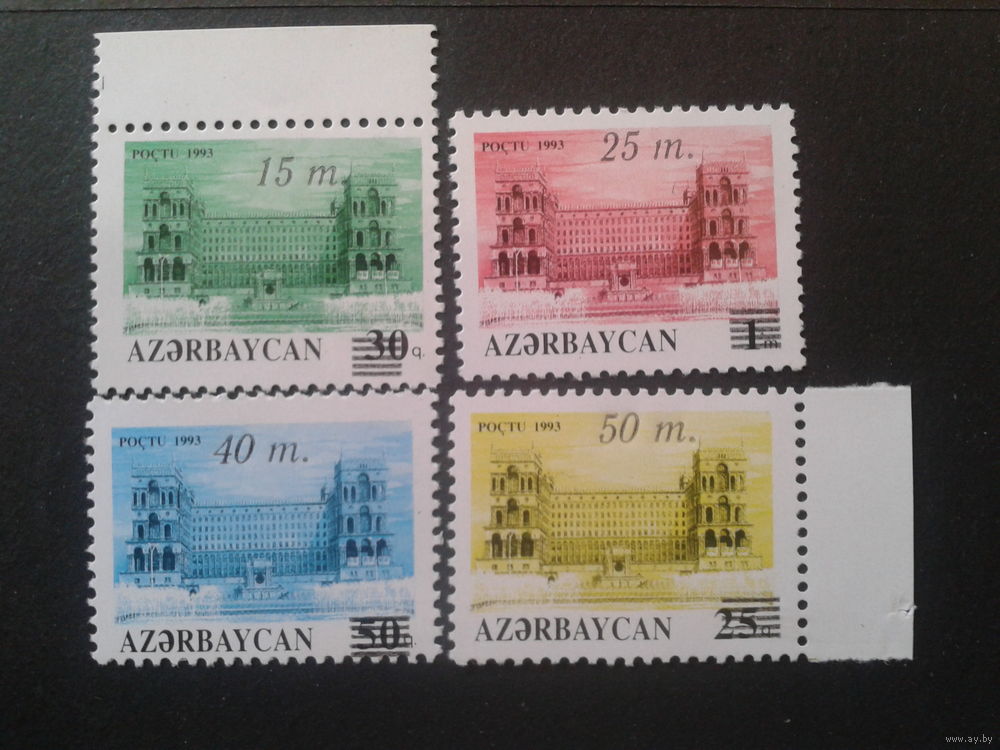 POÇTU 1993
15 m.
AZƏRBAYCAN
30 q.
POÇTU 1993
25 m.
AZƏRBAYCAN
1 m
POÇTU 1993
40 m.
AZƏRBAYCAN
50 q.
POÇTU 1993
50 m.
AZƏRBAYCAN
25 q.
www.ay.by